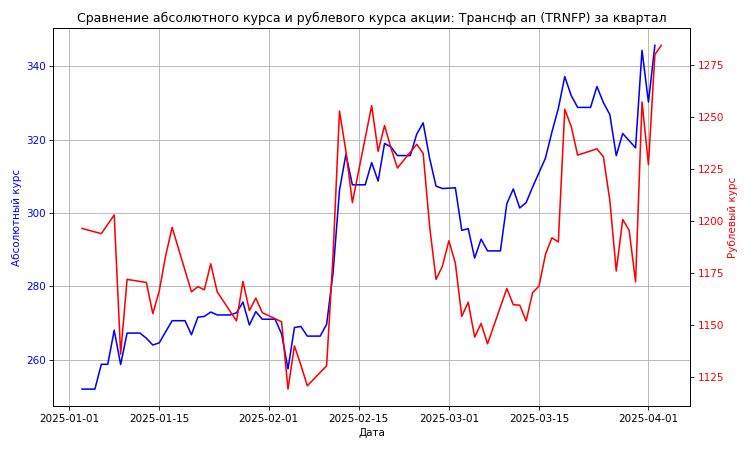 Сравнение абсолютного курса и рублевого курса акции: Транснф ап (TRNFP) за квартал
340
320
300
280
260
Абсолютный курс
1275
1250
1225
1200
1175
1150
1125
Рублевый курс
2025-01-01 2025-01-15 2025-02-01 2025-02-15 2025-03-01 2025-03-15 2025-04-01
Дата